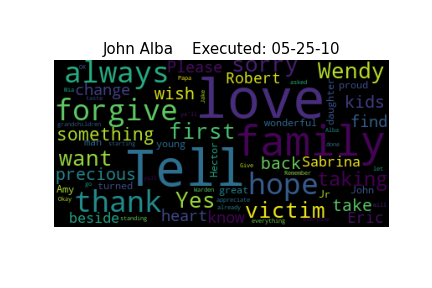 John Alba    Executed: 05-25-10
always Please sorry Wendy
change Papa wish Jake Robert love daughter proud kids
forgive first wonderful find
something family
want young Hector Tell back Sabrina taking
precious turned Give hope Remember
Amy go great Jr John
thank Yes Warden victim take
beside heart know already Appreciate everything Eric
Okay standing grandchildren starting asked Alba done let